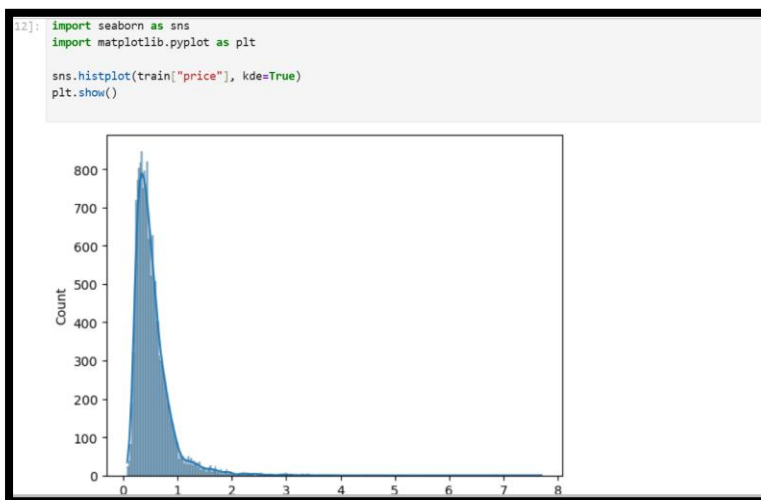 12]: import seaborn as sns
import matplotlib.pyplot as plt
sns.histplot(train["price"], kde=True)
plt.show()
800
700
600
500
400
300
200
100
0
Count
0 1 2 3 4 5 6 7 8